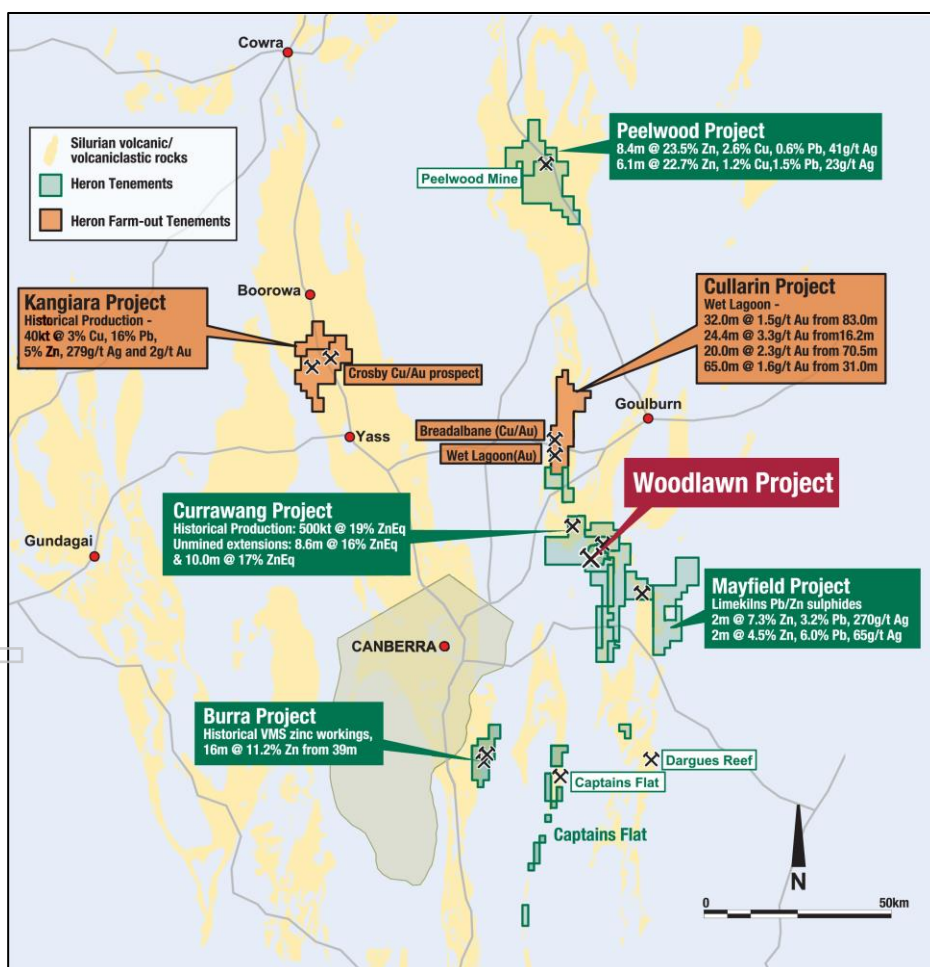 Cowra
Silurian volcanic/
volcaniclastic rocks
Heron Tenements
Heron Farm-out Tenements
Peelwood Project
8.4m @ 23.5% Zn, 2.6% Cu, 0.6% Pb, 41g/t Ag
6.1m @ 22.7% Zn, 1.2% Cu,1.5% Pb, 23g/t Ag
Peelwood Mine
Kangiara Project
Historical Production -
40kt @ 3% Cu, 16% Pb,
5% Zn, 279g/t Ag and 2g/t Au
Boorowa
Crosby Cu/Au prospect
Cullarin Project
Wet Lagoon -
32.0m @ 1.5g/t Au from 83.0m
24.4m @ 3.3g/t Au from16.2m
20.0m @ 2.3g/t Au from 70.5m
65.0m @ 1.6g/t Au from 31.0m
Goulburn
Yass
Breadalbane (Cu/Au)
Wet Lagoon(Au)
Woodlawn Project
Currawang Project
Historical Production: 500kt @ 19% ZnEq
Unmined extensions: 8.6m @ 16% ZnEq
& 10.0m @ 17% ZnEq
Gundagai
Mayfield Project
Limekilns Pb/Zn sulphides
2m @ 7.3% Zn, 3.2% Pb, 270g/t Ag
2m @ 4.5% Zn, 6.0% Pb, 65g/t Ag
CANBERRA
Burra Project
Historical VMS zinc workings,
16m @ 11.2% Zn from 39m
Dargues Reef
Captains Flat
Captains Flat
N
0 50km